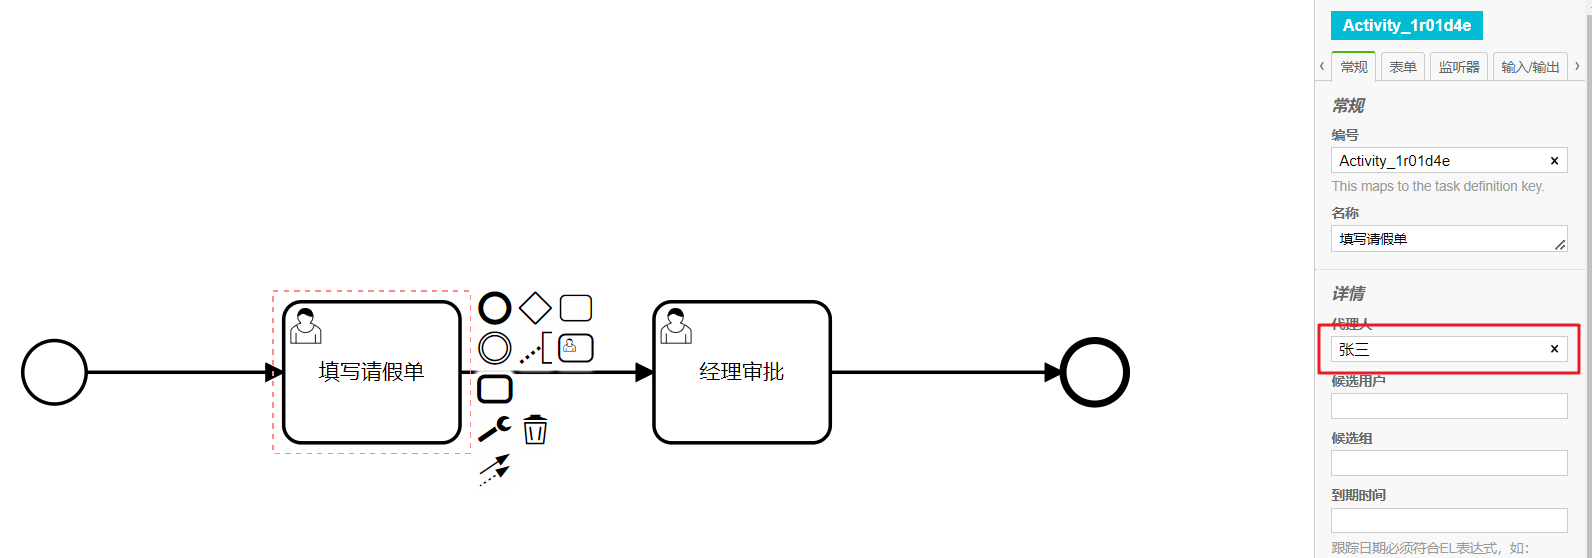 填写请假单
经理审批
Activity_1r01d4e
‹ 常规 表单 监听器 输入/输出 ›
常规
编号
Activity_1r01d4e ×
This maps to the task definition key.
名称
填写请假单
详情
代理人
张三 ×
候选用户
候选组
到期时间
跟踪日期必须符合EL表达式，如：